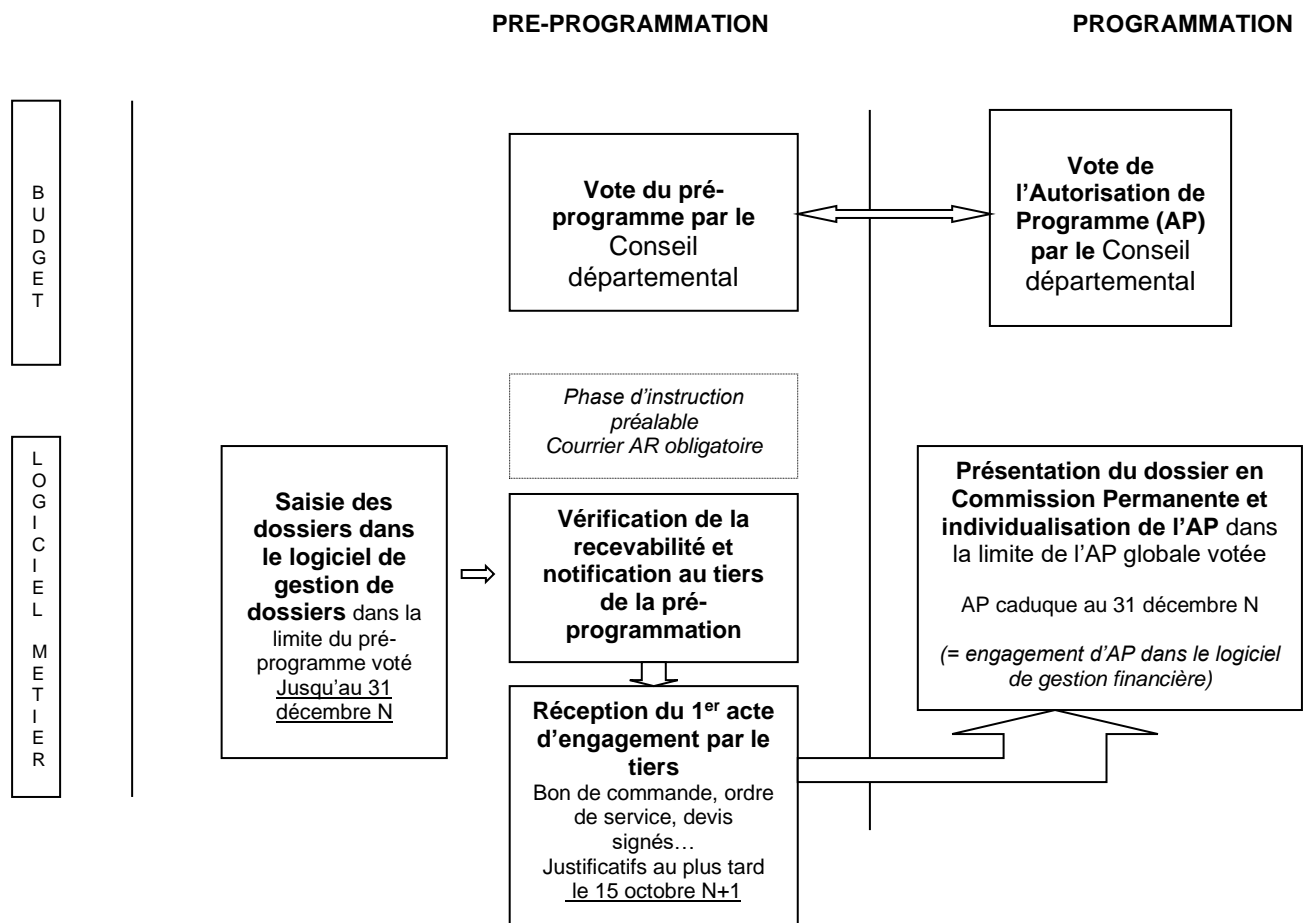 PRE-PROGRAMMATION
PROGRAMMATION
B
U
D
G
E
T
Vote du pré-
programme par le
Conseil
départemental
Vote de
l'Autorisation de
Programme (AP)
par le Conseil
départemental
L
O
G
I
C
I
E
L
M
E
T
I
E
R
Saisie des
dossiers dans
le logiciel de
gestion de
dossiers dans la
limite du pré-
programme voté
Jusqu'au 31
décembre N
Phase d'instruction
préalable
Courrier AR obligatoire
Vérification de la
recevabilité et
notification au tiers
de la pré-
programmation
Réception du 1er acte
d'engagement par le
tiers
Bon de commande, ordre
de service, devis
signés…
Justificatifs au plus tard
le 15 octobre N+1
Présentation du dossier en
Commission Permanente et
individualisation de l'AP dans
la limite de l'AP globale votée
AP caduque au 31 décembre N
(= engagement d'AP dans le logiciel
de gestion financière)